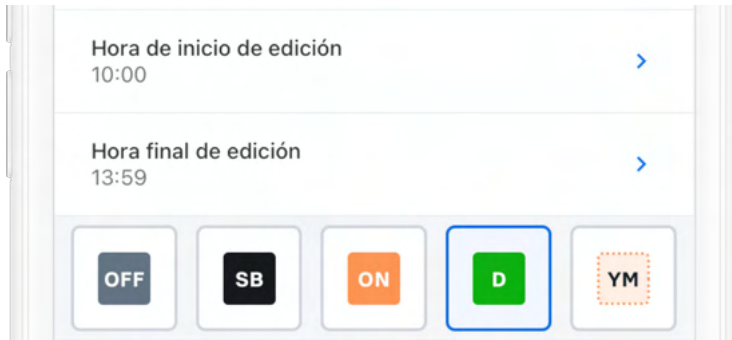 Hora de inicio de edición
10:00
Hora final de edición
13:59
OFF SB ON D YM